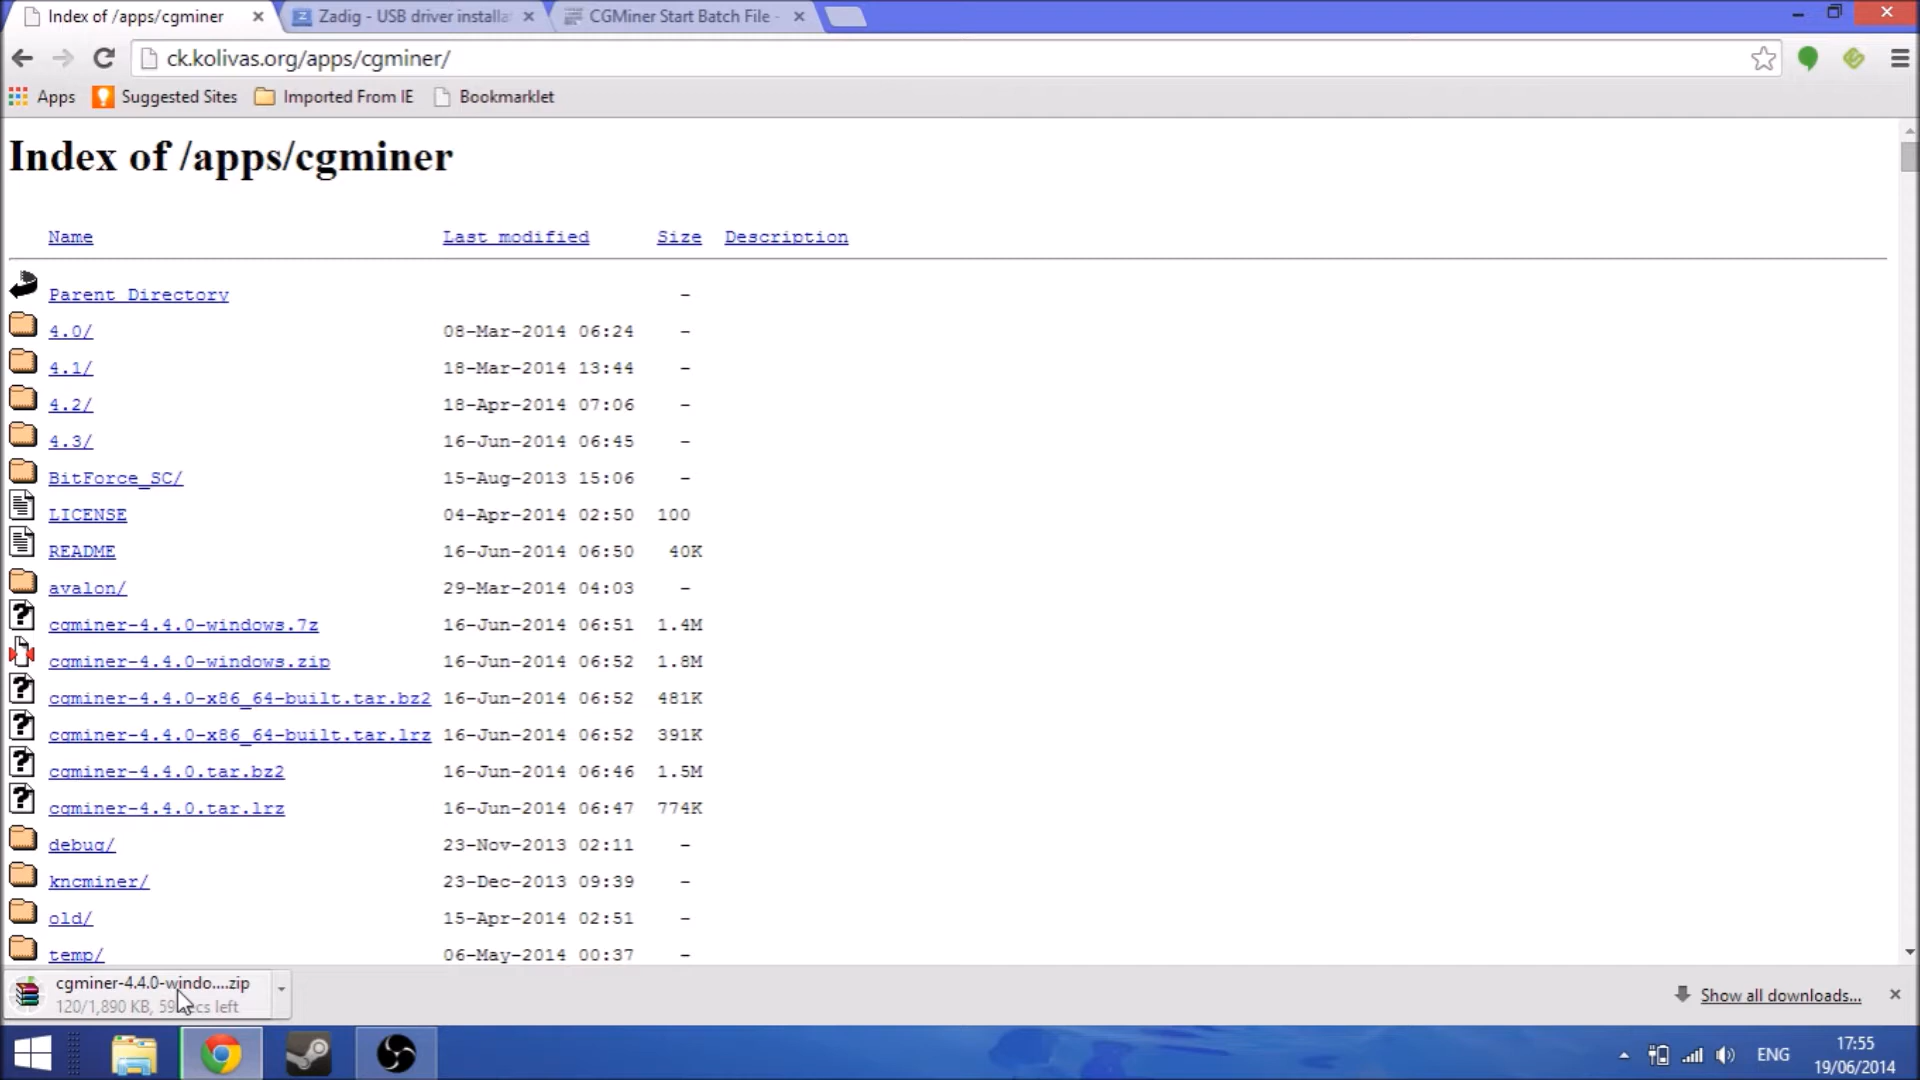 Index of /apps/cgminer
Zadig - USB driver installa
CGMiner Start Batch File -
ck.kolivas.org/apps/cgminer/
Apps
Suggested Sites
Imported From IE
Bookmarklet
Index of /apps/cgminer
Name Last modified Size Description
Parent Directory -
4.0/ 08-Mar-2014 06:24 -
4.1/ 18-Mar-2014 13:44 -
4.2/ 18-Apr-2014 07:06 -
4.3/ 16-Jun-2014 06:45 -
BitForce_SC/ 15-Aug-2013 15:06 -
LICENSE 04-Apr-2014 02:50 100
README 16-Jun-2014 06:50 40K
avalon/ 29-Mar-2014 04:03 -
cgminer-4.4.0-windows.7z 16-Jun-2014 06:51 1.4M
cgminer-4.4.0-windows.zip 16-Jun-2014 06:52 1.8M
cgminer-4.4.0-x86_64-built.tar.bz2 16-Jun-2014 06:52 481K
cgminer-4.4.0-x86_64-built.tar.lrz 16-Jun-2014 06:52 391K
cgminer-4.4.0.tar.bz2 16-Jun-2014 06:46 1.5M
cgminer-4.4.0.tar.lrz 16-Jun-2014 06:47 774K
debug/ 23-Nov-2013 02:11 -
kncminer/ 23-Dec-2013 09:39 -
old/ 15-Apr-2014 02:51 -
temp/ 06-May-2014 00:37 -
cgminer-4.4.0-windo....zip
120/1,890 KB, left
Show all downloads...
ENG
17:55
19/06/2014